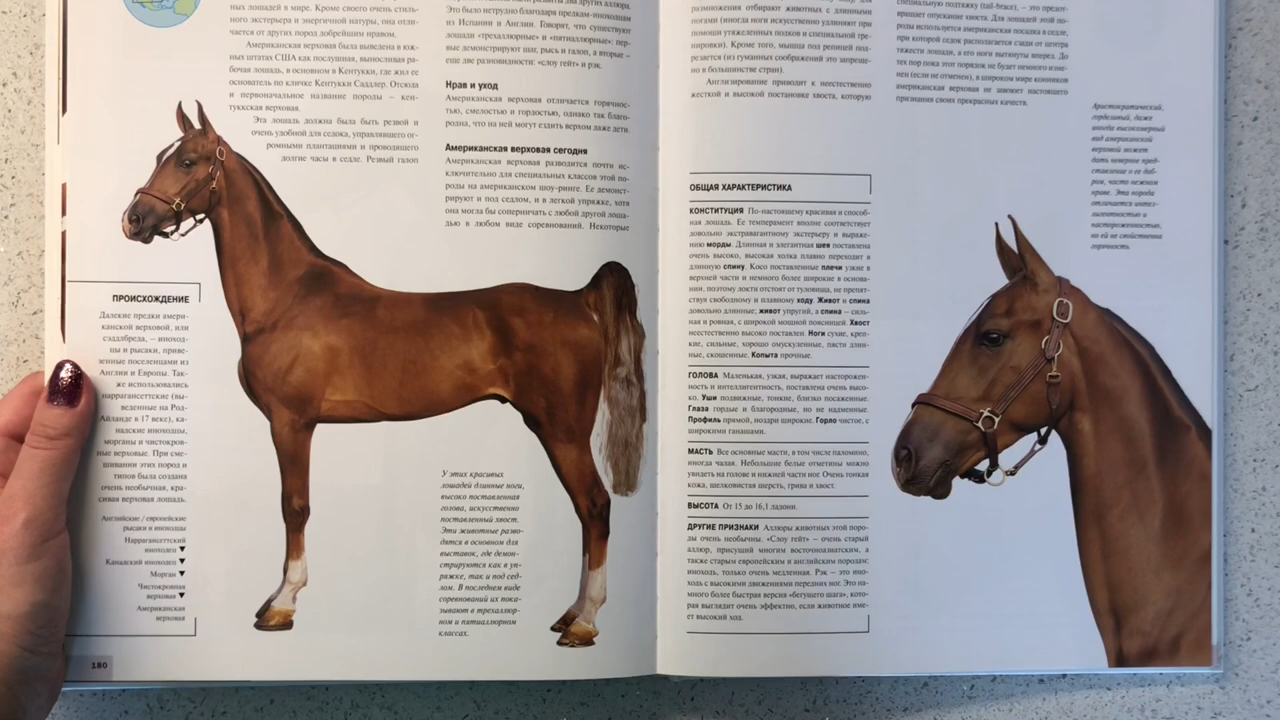 ных лошадей в мире. Кроме своего очень стиль-
ного экстерьера и энергичной натуры, она отли-
чается от других пород добрейшим нравом.
Американская верховая была выведена в юж-
ных штатах США как послушная, выносливая ра-
бочая лошадь, в основном в Кентукки, где жил ее
основатель по кличке Кентукки Саддлер. Отсюда
и первоначальное название породы – кен-
туккская верховая.
Эта лошадь должна была быть резвой и
очень удобной для седока, управлявшего ог-
ромными плантациями и проводящего
долгие часы в седле. Резвый галоп
Это было нетрудно благодаря предкам-иноходцам
из Испании и Англии. Говорят, что существуют
лошади «трехаллюрные» и «пятиаллюрные»: пер-
вые демонстрируют шаг, рысь и галоп, а вторые –
еще две разновидности: «слоу гейт» и рэк.
Нрав и уход
Американская верховая отличается горячнос-
тью, смелостью и гордостью, однако так благо-
родна, что на ней могут ездить верхом даже дети.
Американская верховая сегодня
Американская верховая разводится почти ис-
ключительно для специальных классов этой по-
роды на американском шоу-ринге. Ее демонст-
рируют и под седлом, и в легкой упряжке, хотя
она могла бы соперничать с любой другой лоша-
дью в любом виде соревнований. Некоторые
ПРОИСХОЖДЕНИЕ
Далекие предки амери-
канской верховой, или
сэддлбреда, – иноход-
цы и рысаки, приве-
зенные поселенцами из
Англии и Европы. Так-
же использовались
наррагансеттские (вы-
веденные на Род-
Айланде в 17 веке), ка-
надские иноходцы,
морганы и чистокров-
ные верховые. При сме-
шивании этих пород и
типов была создана
очень необычная, кра-
сивая верховая лошадь.
Английские / европейские
рысаки и иноходцы
Наррагансеттский
иноходец ▼
Канадский иноходец ▼
Морган ▼
Чистокровная
верховая ▼
Американская
верховая
У этих красивых
лошадей длинные ноги,
высоко поставленная
голова, искусственно
поставленный хвост.
Эти животные разво-
дятся в основном для
выставок, где демон-
стрируются как в уп-
ряжке, так и под сед-
лом. В последнем виде
соревнований их пока-
зывают в трехаллюр-
ном и пятиаллюрном
классах.
180
размножения отбирают животных с длинными
ногами (иногда ноги искусственно удлиняют при
помощи утяжеленных подков и специальной тре-
нировки). Кроме того, мышца под репицей под-
резается (из гуманных соображений это запреще-
но в большинстве стран).
Англизирование приводит к неестественно
жесткой и высокой постановке хвоста, которую
специальную подтяжку (tail-brace), – это предот-
вращает опускание хвоста. Для лошадей этой по-
роды используется американская посадка в седле,
при которой седок располагается сзади от центра
тяжести лошади, а его ноги вытянуты вперед. До
тех пор пока этот порядок не будет немного изме-
нен (если не отменен), в широком мире конников
американская верховая не завоюет настоящего
признания своих прекрасных качеств.
ОБЩАЯ ХАРАКТЕРИСТИКА
КОНСТИТУЦИЯ По-настоящему красивая и способ-
ная лошадь. Ее темперамент вполне соответствует
довольно экстравагантному экстерьеру и выраже-
нию морды. Длинная и элегантная шея поставлена
очень высоко, высокая холка плавно переходит в
длинную спину. Косо поставленные плечи узкие в
верхней части и немного более широкие в основа-
нии, поэтому локти отстоят от туловища, не препят-
ствуя свободному и плавному ходу. Живот и спина
довольно длинные; живот упругий, а спина – силь-
ная и ровная, с широкой мощной поясницей. Хвост
неестественно высоко поставлен. Ноги сухие, креп-
кие, сильные, хорошо омускуленные, пясти длин-
ные, скошенные. Копыта прочные.
ГОЛОВА Маленькая, узкая, выражает насторожен-
ность и интеллигентность, поставлена очень высо-
ко. Уши подвижные, тонкие, близко посаженные.
Глаза гордые и благородные, но не надменные.
Профиль прямой, ноздри широкие. Горло чистое, с
широкими ганашами.
МАСТЬ Все основные масти, в том числе паломино,
иногда чалая. Небольшие белые отметины можно
увидеть на голове и нижней части ног. Очень тонкая
кожа, шелковистая шерсть, грива и хвост.
ВЫСОТА От 15 до 16,1 ладони.
ДРУГИЕ ПРИЗНАКИ Аллюры животных этой поро-
ды очень необычны. «Слоу гейт» – очень старый
аллюр, присущий многим восточноазиатским, а
также старым европейским и английским породам;
иноходь, только очень медленная. Рэк – это ино-
ходь с высокими движениями передних ног. Это на-
много более быстрая версия «бегущего шага», кото-
рая выглядит очень эффектно, если животное име-
ет высокий ход.
Аристократический,
горделивый, даже
иногда высокомерный
вид американской
верховой может
дать неверное пред-
ставление о ее доб-
ром, часто нежном
нраве. Эта порода
отличается интел-
лигентностью и
настороженностью,
но ей не свойственна
горячность.